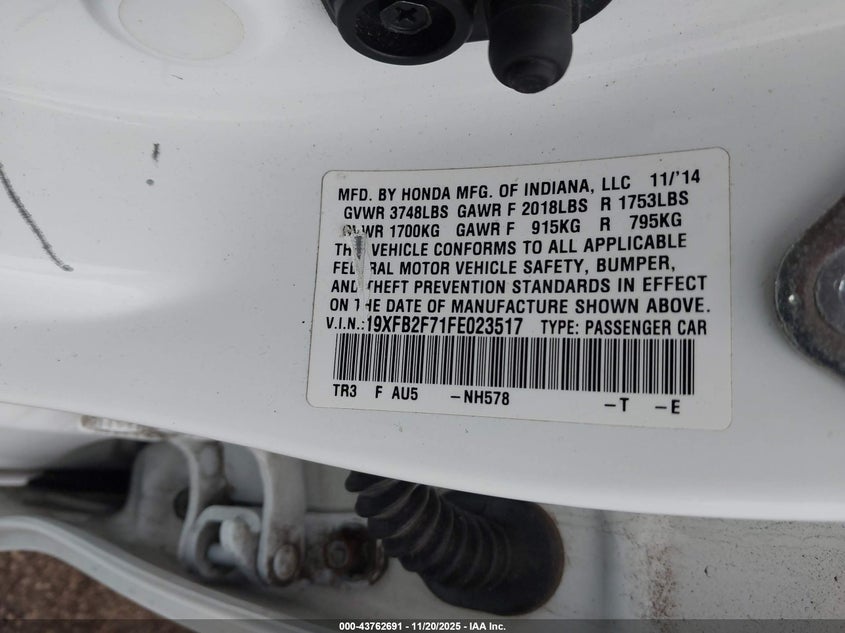 MFD. BY HONDA MFG. OF INDIANA, LLC 11/'14
GVWR 3748LBS GAWR F 2018LBS R 1753LBS
GVWR 1700KG GAWR F 915KG R 795KG
THE VEHICLE CONFORMS TO ALL APPLICABLE
FEDERAL MOTOR VEHICLE SAFETY, BUMPER,
AND THEFT PREVENTION STANDARDS IN EFFECT
ON THE DATE OF MANUFACTURE SHOWN ABOVE.
V.I.N.:19XFB2F71FE023517 TYPE: PASSENGER CAR
TR3 F AU5 -NH578 -T -E
000-43762691 - 11/20/2025 - IAA Inc.